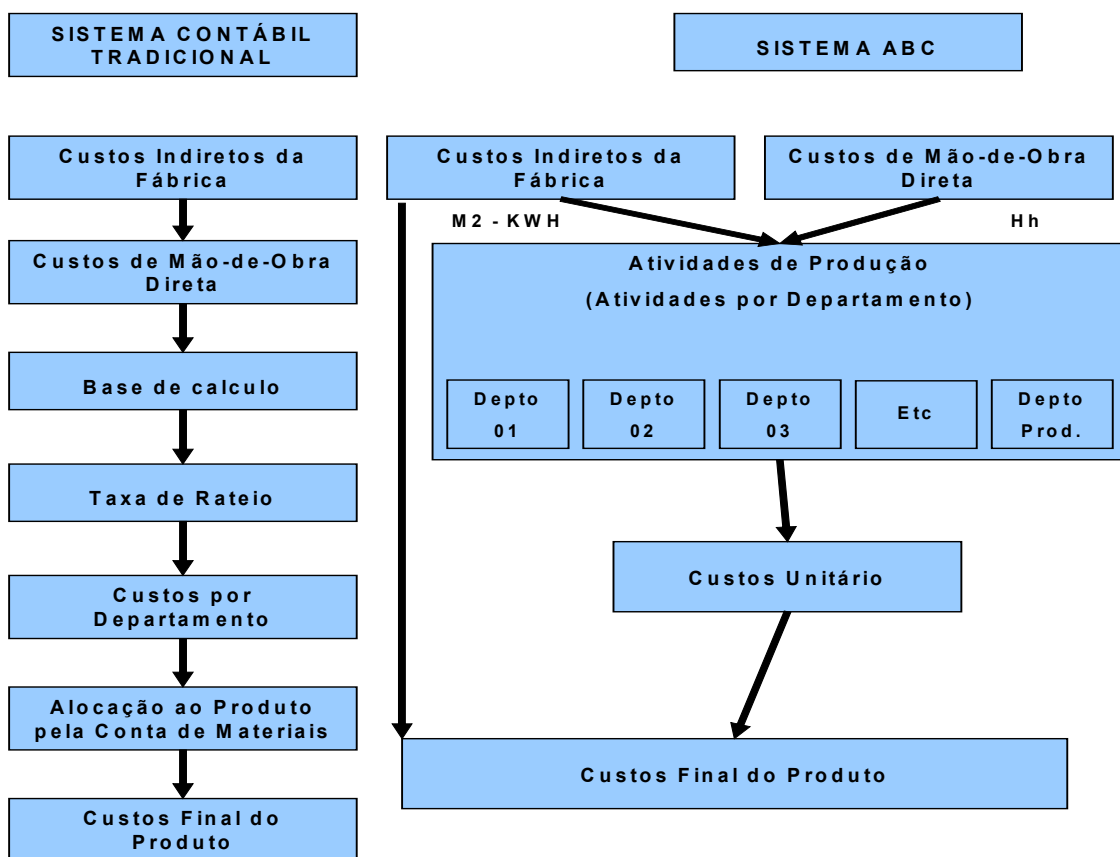 SISTEMA CONTÁBIL
TRADICIONAL
SISTEMA ABC
Custos Indiretos da
Fábrica
Custos de Mão-de-Obra
Direta
Base de calculo
Taxa de Rateio
Custos por
Departamento
Alocação ao Produto
pela Conta de Materiais
Custos Final do
Produto
Custos Indiretos da
Fábrica
Custos de Mão-de-Obra
Direta
M2 - KWH
Hh
Atividades de Produção
(Atividades por Departamento)
Depto
01
Depto
02
Depto
03
Etc
Depto
Prod.
Custos Unitário
Custos Final do Produto